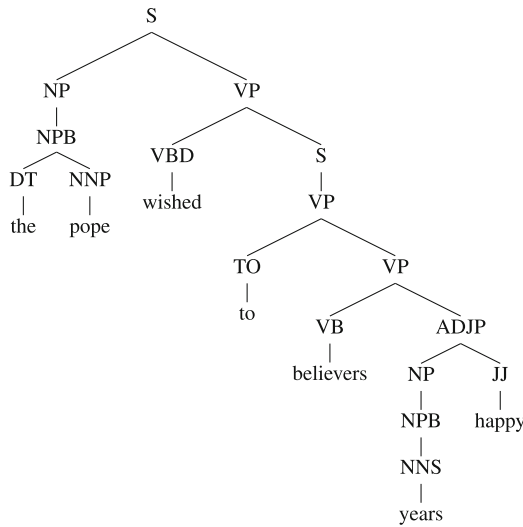 S
NP VP
NPB VBD S
DT NNP wished VP
the pope TO VP
to VB ADJP
believers NP JJ
NPB happy
NNS
years